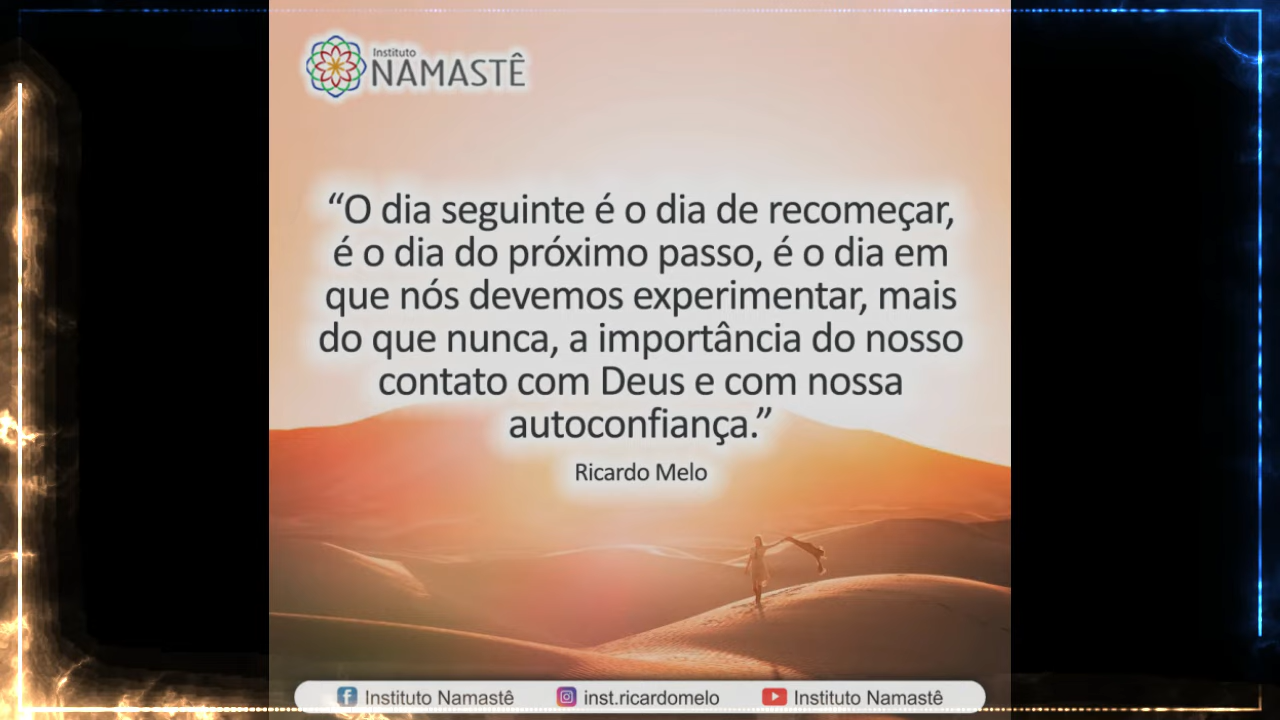 Instituto
NAMASTÊ
“O dia seguinte é o dia de recomeçar,
é o dia do próximo passo, é o dia em
que nós devemos experimentar, mais
do que nunca, a importância do nosso
contato com Deus e com nossa
autoconfiança.”
Ricardo Melo
Instituto Namastê inst.ricardomelo Instituto Namastê